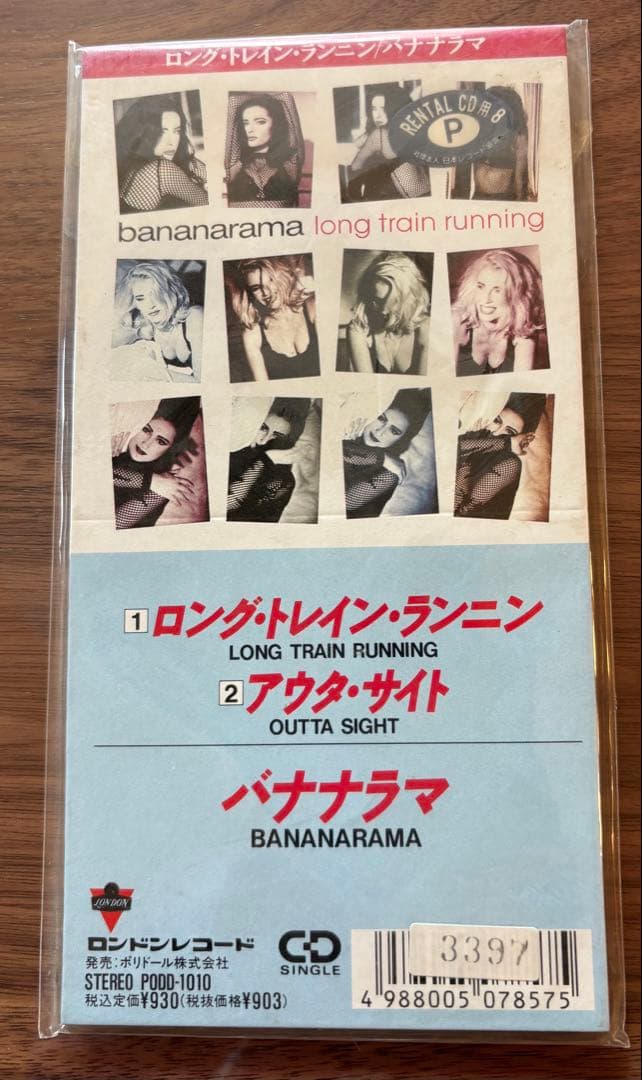 ロング・トレイン・ランニン/バナナラマ
RENTAL CD用 8
P
bananarama long train running
1 ロング・トレイン・ランニン
LONG TRAIN RUNNING
2 アウタ・サイト
OUTTA SIGHT
バナナラマ
BANANARAMA
LONDON
ロンドンレコード
発売:ポリドール株式会社
STEREO PODD-1010
税込定価¥930(税抜価格¥903)
CD
SINGLE
3397
4 988005 078575